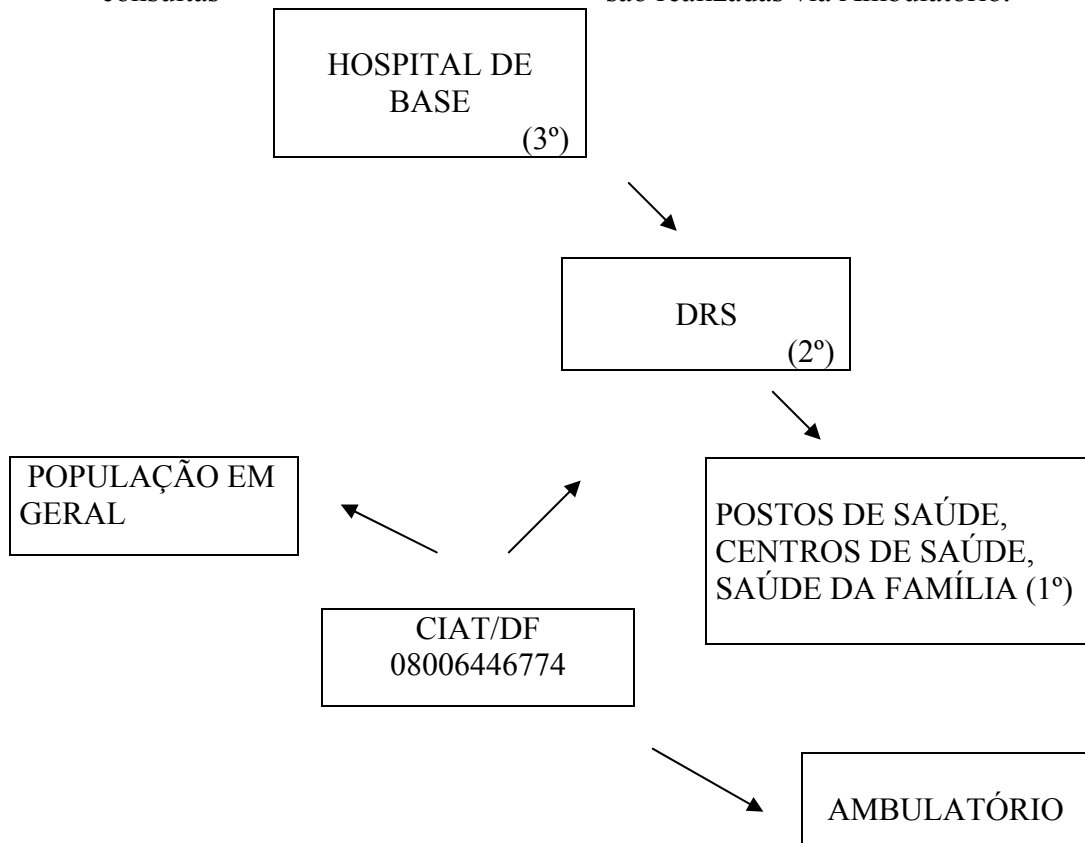 consultas são realizadas via Ambulatório.
HOSPITAL DE
BASE
(3º)
DRS
(2º)
POPULAÇÃO EM
GERAL
POSTOS DE SAÚDE,
CENTROS DE SAÚDE,
SAÚDE DA FAMÍLIA (1º)
CIAT/DF
08006446774
AMBULATÓRIO